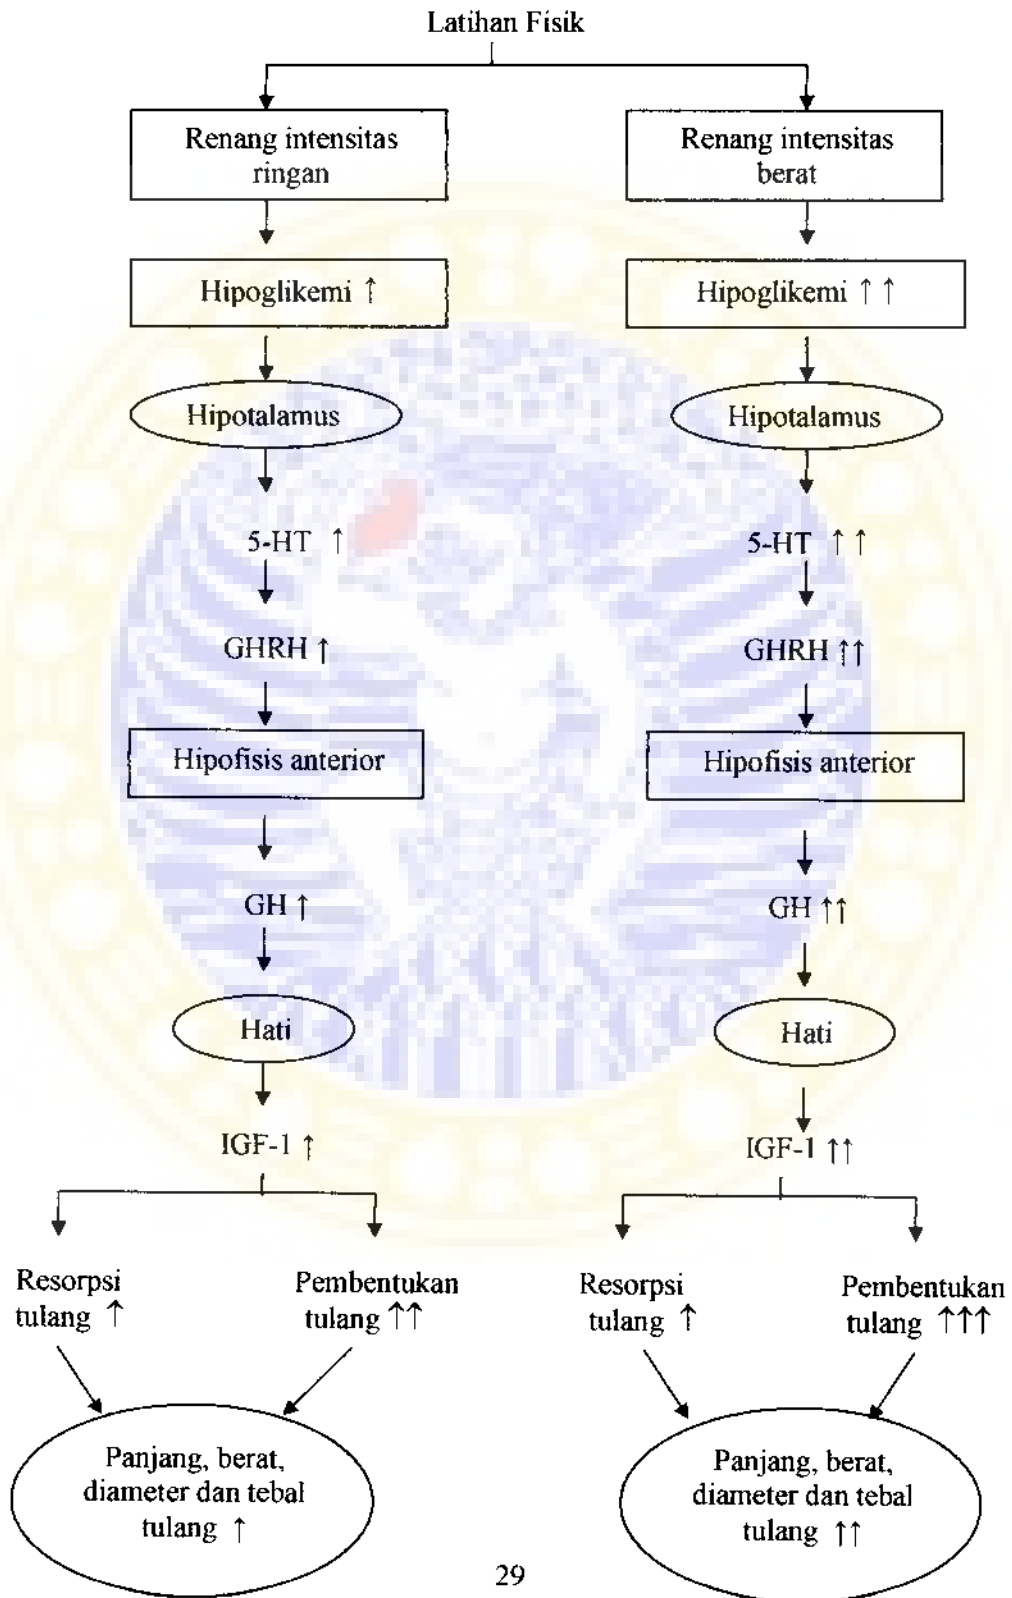 Latihan Fisik
Renang intensitas
ringan
Hipoglikemi ↑
Hipotalamus
5-HT ↑
GHRH ↑
Hipofisis anterior
GH ↑
Hati
IGF-1 ↑
Resorpsi
tulang ↑
Pembentukan
tulang ↑↑
Panjang, berat,
diameter dan tebal
tulang ↑
Renang intensitas
berat
Hipoglikemi ↑ ↑
Hipotalamus
5-HT ↑ ↑
GHRH ↑↑
Hipofisis anterior
GH ↑↑
Hati
IGF-1 ↑↑
Resorpsi
tulang ↑
Pembentukan
tulang ↑↑↑
Panjang, berat,
diameter dan tebal
tulang ↑↑
29